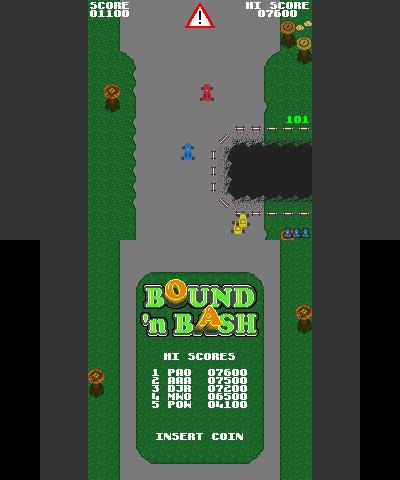 SCORE HI SCORE
01100 07600
!
101
BOUND
'n BASH
HI SCORES
1 PAO 07600
2 AAA 07500
3 DJR 07200
4 MWO 06500
5 POW 04100
INSERT COIN